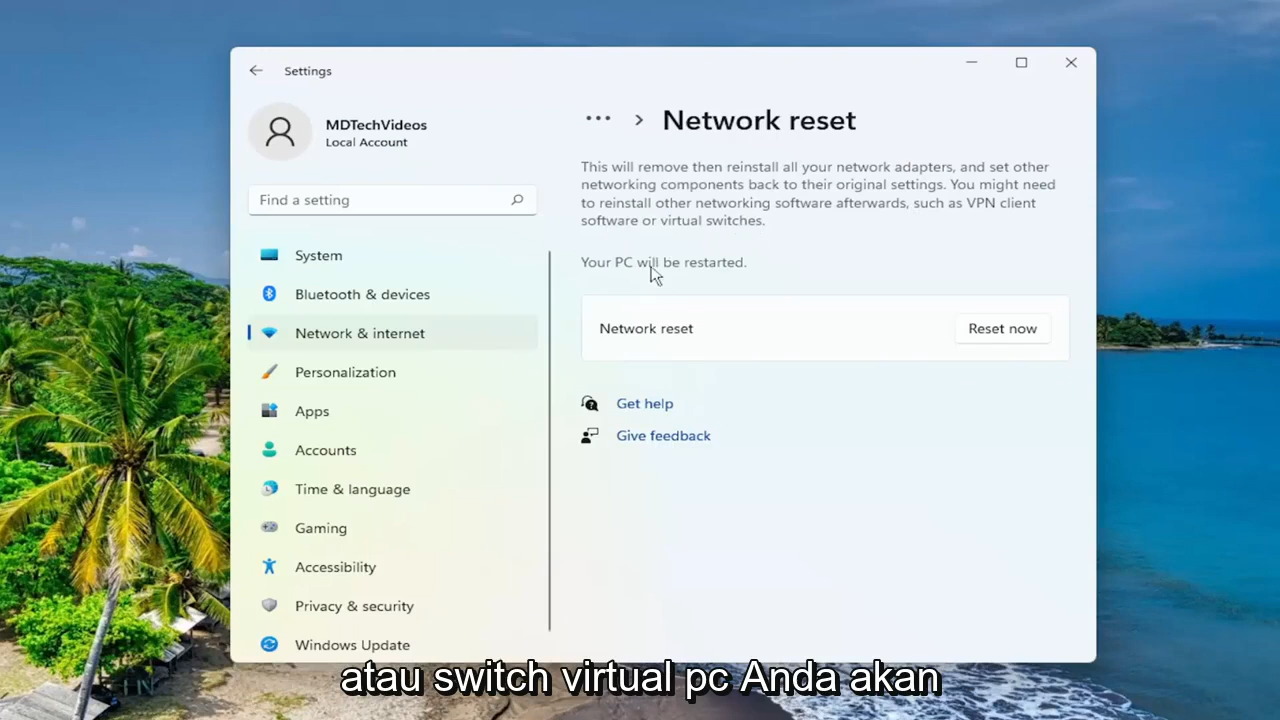 Settings
MDTechVideos
Local Account
Find a setting
System
Bluetooth & devices
Network & internet
Personalization
Apps
Accounts
Time & language
Gaming
Accessibility
Privacy & security
Windows Update
Network reset
This will remove then reinstall all your network adapters, and set other
networking components back to their original settings. You might need
to reinstall other networking software afterwards, such as VPN client
software or virtual switches.
Your PC will be restarted.
Network reset
Reset now
Get help
Give feedback
atau switch virtual pc Anda akan